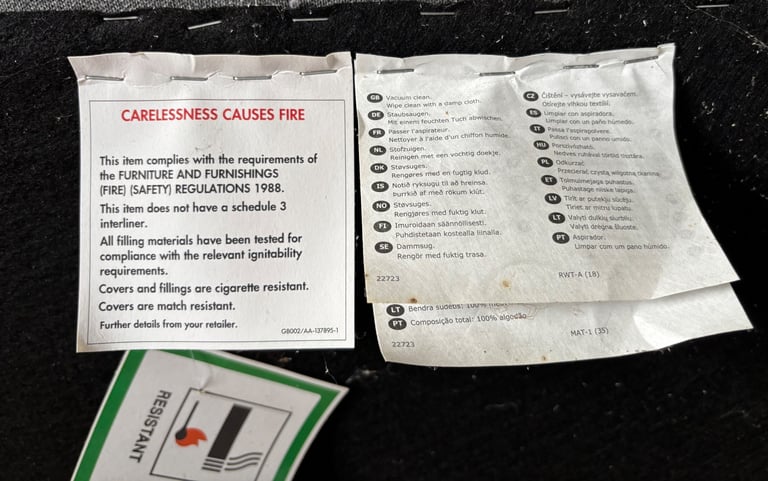 CARELESSNESS CAUSES FIRE
This item complies with the requirements of
the FURNITURE AND FURNISHINGS
(FIRE) (SAFETY) REGULATIONS 1988.
This item does not have a schedule 3
interliner.
All filling materials have been tested for
compliance with the relevant ignitability
requirements.
Covers and fillings are cigarette resistant.
Covers are match resistant.
Further details from your retailer.
GB002/AA-137895-1
GB Vacuum clean.
Wipe clean with a damp cloth.
DE Staubsaugen.
Mit einem feuchten Tuch abwischen.
FR Passer l'aspirateur.
Nettoyer à l'aide d'un chiffon humide.
NL Stofzuigen.
Reinigen met een vochtig doekje.
DK Støvsuges.
Rengøres med en fugtig klud.
IS Notið ryksugu til að hreinsa.
Þurrkið af með rökum klút.
NO Støvsuges.
Rengjøres med fuktig klut.
FI Imuroidaan säännöllisesti.
Puhdistetaan kostealla liinalla.
SE Dammsug.
Rengör med fuktig trasa.
22723
CZ Čištění – vysávejte vysavačem.
Otírejte vlhkou textilií.
ES Limpiar con aspiradora.
Limpiar con un paño húmedo.
IT Passa l'aspirapolvere.
Pulisci con un panno umido.
HU Porszívózható.
Nedves ruhával töröld tisztára.
PL Odkurzać.
Przecierać czystą wilgotną tkaniną.
ET Tolmuimejaga puhastus.
Puhastage niiske lapiga.
LV Tīrīt ar putekļu sūcēju.
Tīriet ar mitru lupatu.
LT Valyti dulkių siurbliu.
Valyti drėgna šluoste.
PT Aspirador.
Limpar com um pano húmido.
RWT-A (18)
LT Bendra sudėtis: 100%
PT Composição total: 100% algodão
22723
MAT-1 (35)
RESISTANT